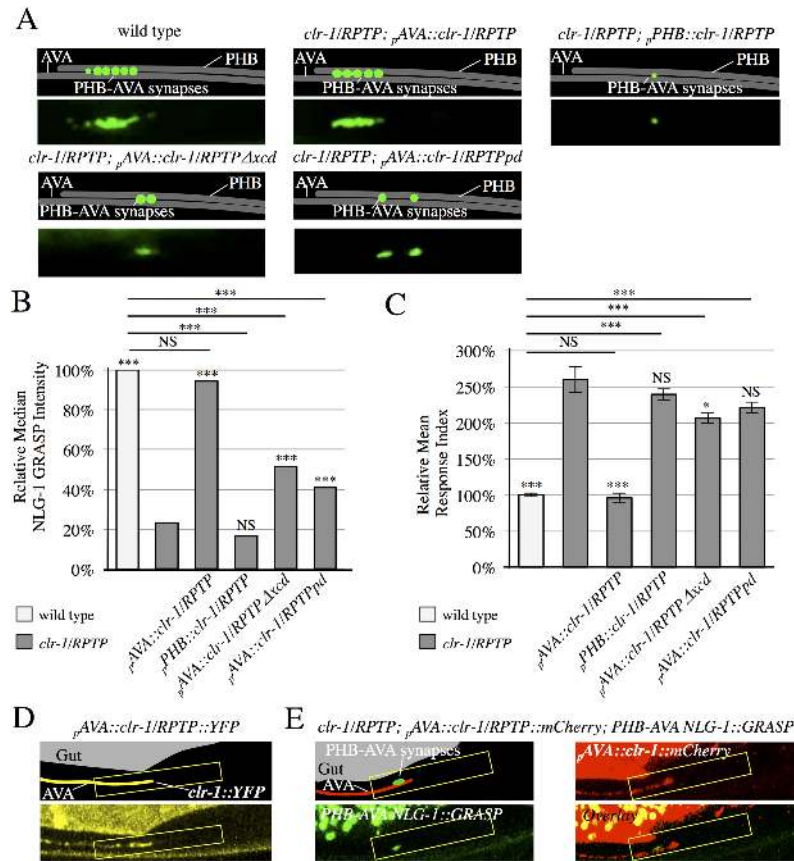 A
wild type
AVA
PHB
PHB-AVA synapses
clr-1/RPTP; pAVA::clr-1/RPTP
AVA
PHB
PHB-AVA synapses
clr-1/RPTP; pPHB::clr-1/RPTP
AVA
PHB
PHB-AVA synapses
clr-1/RPTP; pAVA::clr-1/RPTPΔxcd
AVA
PHB
PHB-AVA synapses
clr-1/RPTP; pAVA::clr-1/RPTPpd
AVA
PHB
PHB-AVA synapses
B
***
***
***
NS
100%
80%
60%
40%
20%
0%
Relative Median
NLG-1 GRASP Intensity
***
***
NS
***
***
pAVA::clr-1/RPTP
pPHB::clr-1/RPTP
pAVA::clr-1/RPTPΔxcd
pAVA::clr-1/RPTPpd
wild type
clr-1/RPTP
C
***
***
***
NS
300%
250%
200%
150%
100%
50%
0%
Relative Mean
Response Index
***
***
NS
*
NS
pAVA::clr-1/RPTP
pPHB::clr-1/RPTP
pAVA::clr-1/RPTPΔxcd
pAVA::clr-1/RPTPpd
wild type
clr-1/RPTP
D
pAVA::clr-1/RPTP::YFP
Gut
AVA
clr-1::YFP
E
clr-1/RPTP; pAVA::clr-1/RPTP::mCherry; PHB-AVA NLG-1::GRASP
PHB-AVA synapses
Gut
AVA
PHB-AVA NLG-1::GRASP
pAVA::clr-1::mCherry
Overlay